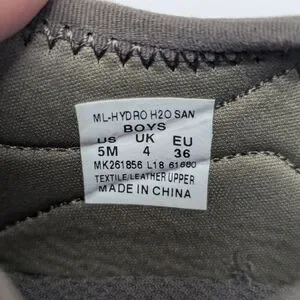 ML-HYDRO H2O SAN
BOYS
US UK EU
5M 4 36
MK261856 L18 61680
TEXTILE/LEATHER UPPER
MADE IN CHINA